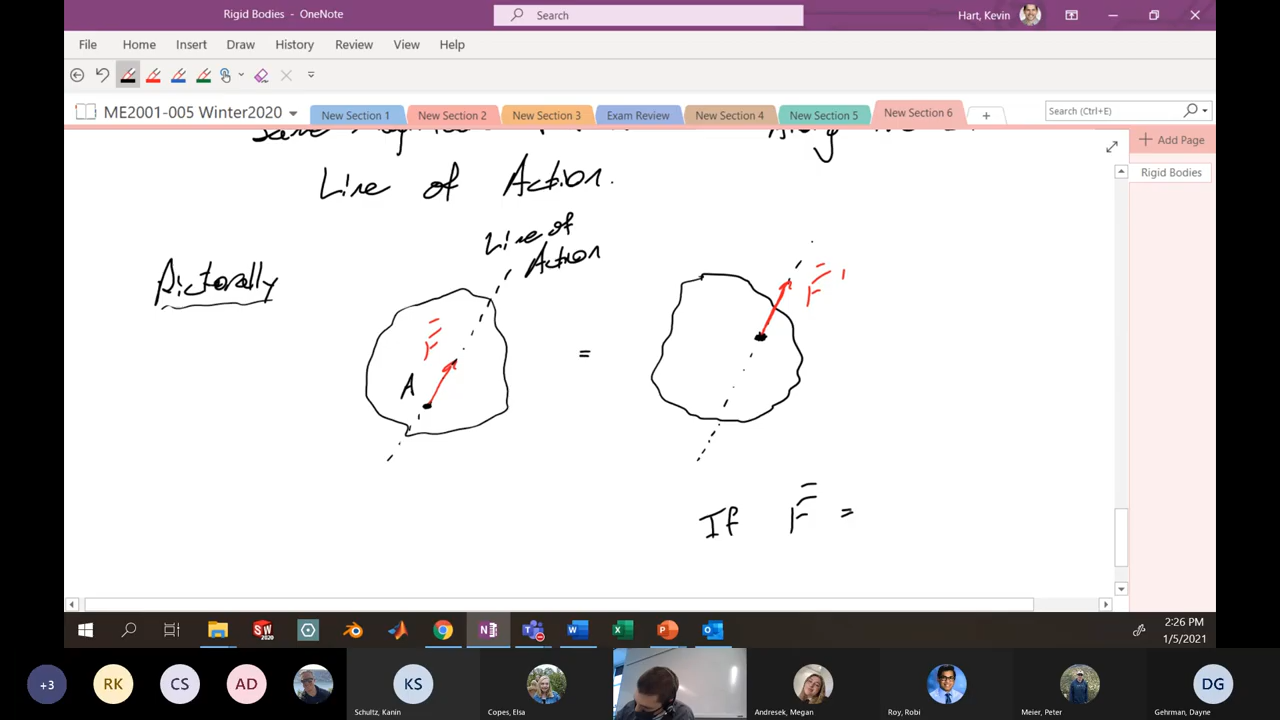 Rigid Bodies - OneNote
Search
Hart, Kevin
File Home Insert Draw History Review View Help
ME2001-005 Winter2020
New Section 1
New Section 2
New Section 3
Exam Review
New Section 4
New Section 5
New Section 6
Search (Ctrl+E)
Add Page
Rigid Bodies
Along
Line of Action.
Pictorally
Line of
Action
F
A
=
F'
If F =
2:26 PM
1/5/2021
+3
RK
CS
AD
KS
DG
Schultz, Kanin
Copes, Elsa
Andresek, Megan
Roy, Robi
Meier, Peter
Gehrman, Dayne